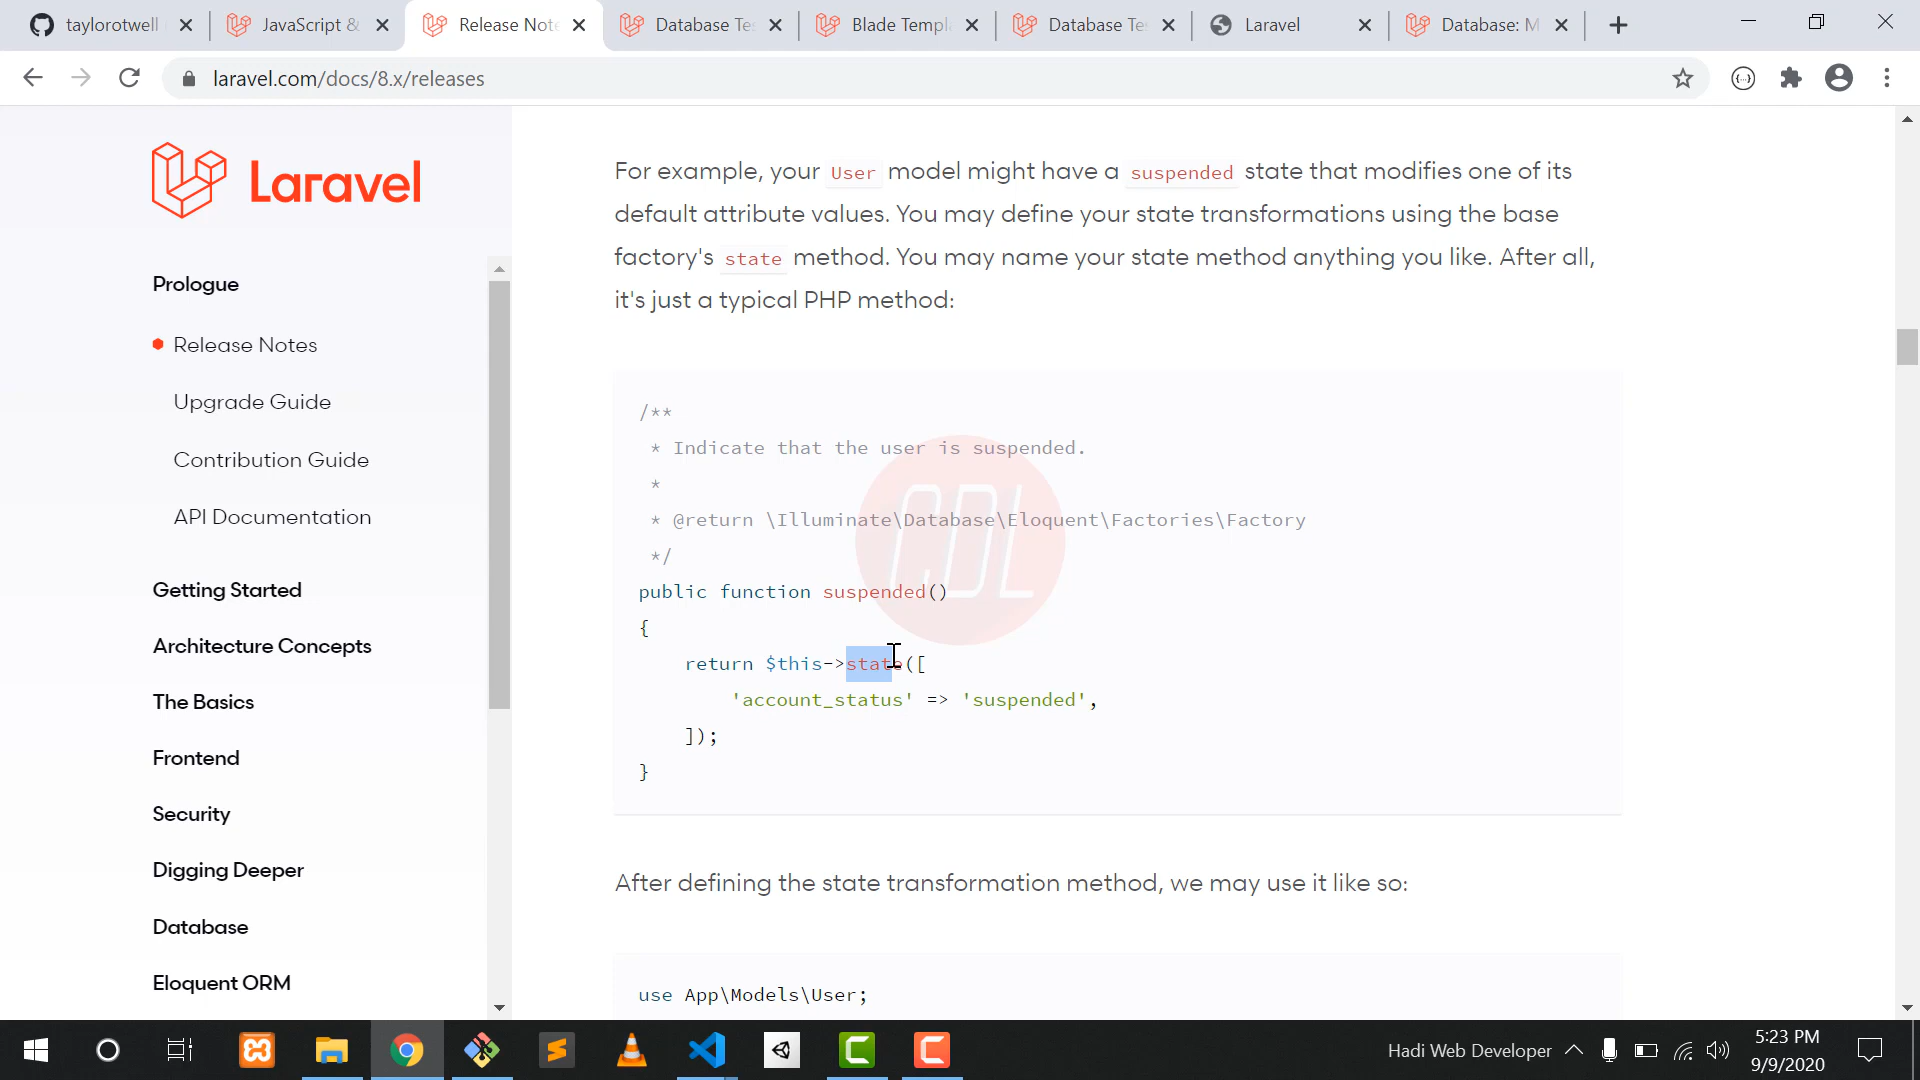 taylorotwell
JavaScript &
Release Note
Database Te
Blade Templ
Database Te
Laravel
Database: M
laravel.com/docs/8.x/releases
Laravel
Prologue
Release Notes
Upgrade Guide
Contribution Guide
API Documentation
Getting Started
Architecture Concepts
The Basics
Frontend
Security
Digging Deeper
Database
Eloquent ORM
For example, your User model might have a suspended state that modifies one of its
default attribute values. You may define your state transformations using the base
factory's state method. You may name your state method anything you like. After all,
it's just a typical PHP method:
/**
* Indicate that the user is suspended.
*
* @return \Illuminate\Database\Eloquent\Factories\Factory
*/
public function suspended()
{
return $this->state([
'account_status' => 'suspended',
]);
}
CDL
After defining the state transformation method, we may use it like so:
use App\Models\User;
Hadi Web Developer
5:23 PM
9/9/2020